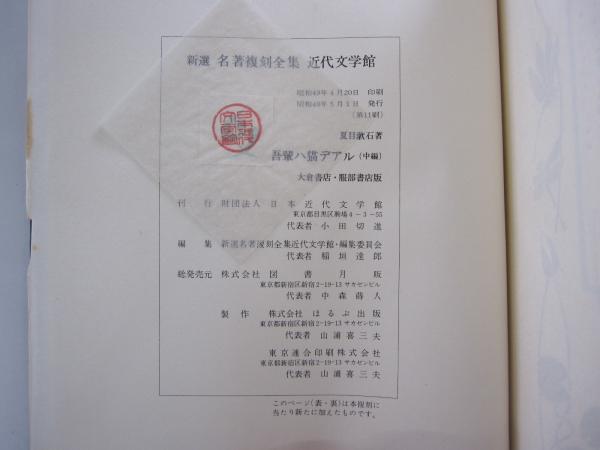 新選 名著複刻全集 近代文学館
昭和49年4月20日 印刷
昭和49年5月1日 発行
(第11刷)
夏目漱石著
吾輩ハ猫デアル (中編)
大倉書店・服部書店版
刊 行 財団法人 日本近代文学館
東京都目黒区駒場4-3-55
代表者 小田切進
編 集 新選名著複刻全集近代文学館・編集委員会
代表者 稲垣達郎
総発売元 株式会社 図書月販
東京都新宿区新宿2-19-13 サカゼンビル
代表者 中森蒔人
製 作 株式会社 ほるぷ出版
東京都新宿区新宿2-19-13 サカゼンビル
代表者 山浦喜三夫
東京連合印刷株式会社
東京都新宿区新宿2-19-13 サカゼンビル
代表者 山浦喜三夫
このページ(表・裏)は本複刻に
当たり新たに加えたものです。